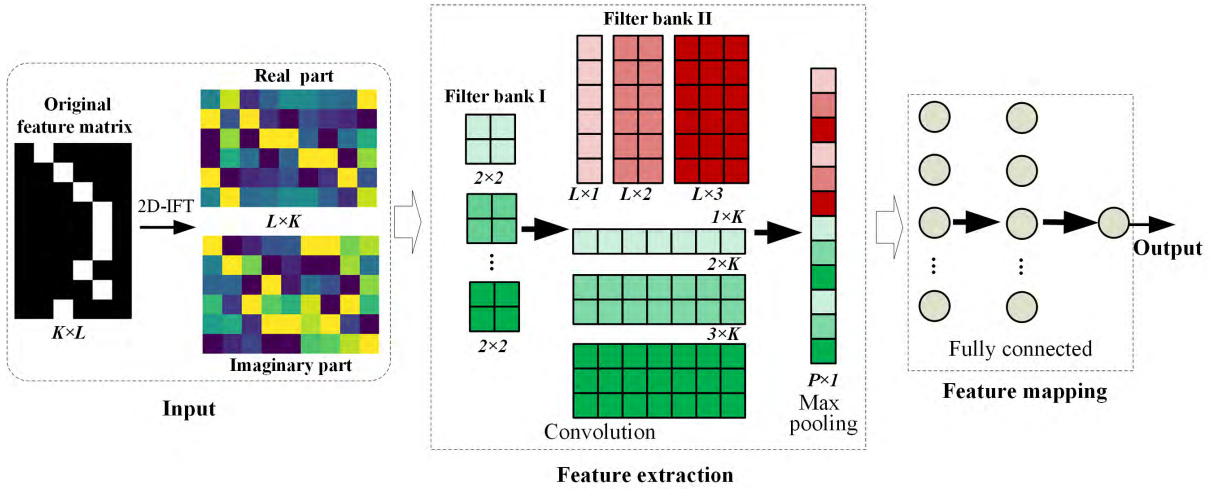 Original
feature matrix
K×L
2D-IFT
Real part
L×K
Imaginary part
Input
Filter bank I
2×2
⋮
2×2
Filter bank II
L×1
L×2
L×3
1×K
2×K
3×K
Convolution
P×1
Max
pooling
Feature extraction
⋮
⋮
Fully connected
Feature mapping
Output